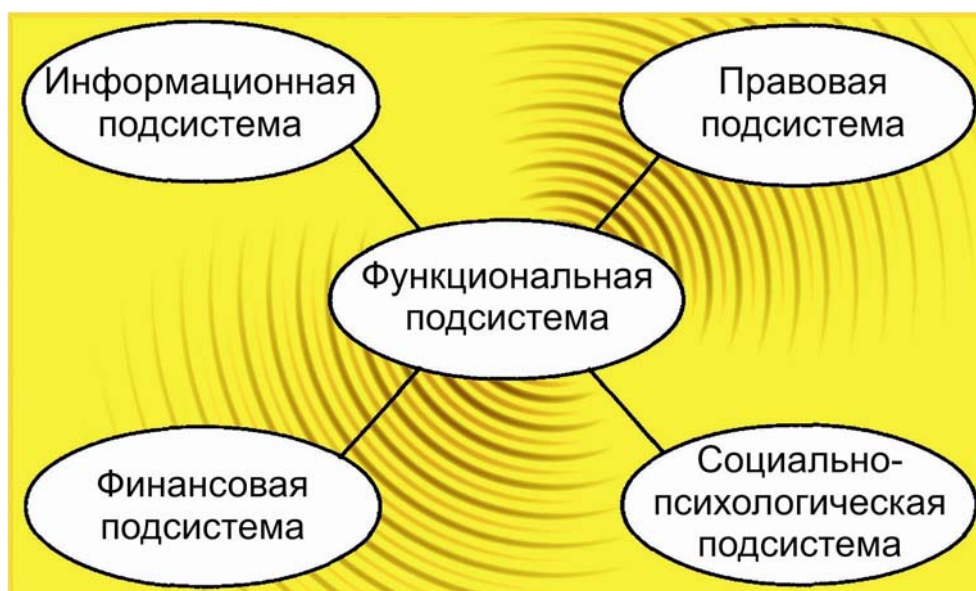 Информационная
подсистема
Правовая
подсистема
Функциональная
подсистема
Финансовая
подсистема
Социально-
психологическая
подсистема